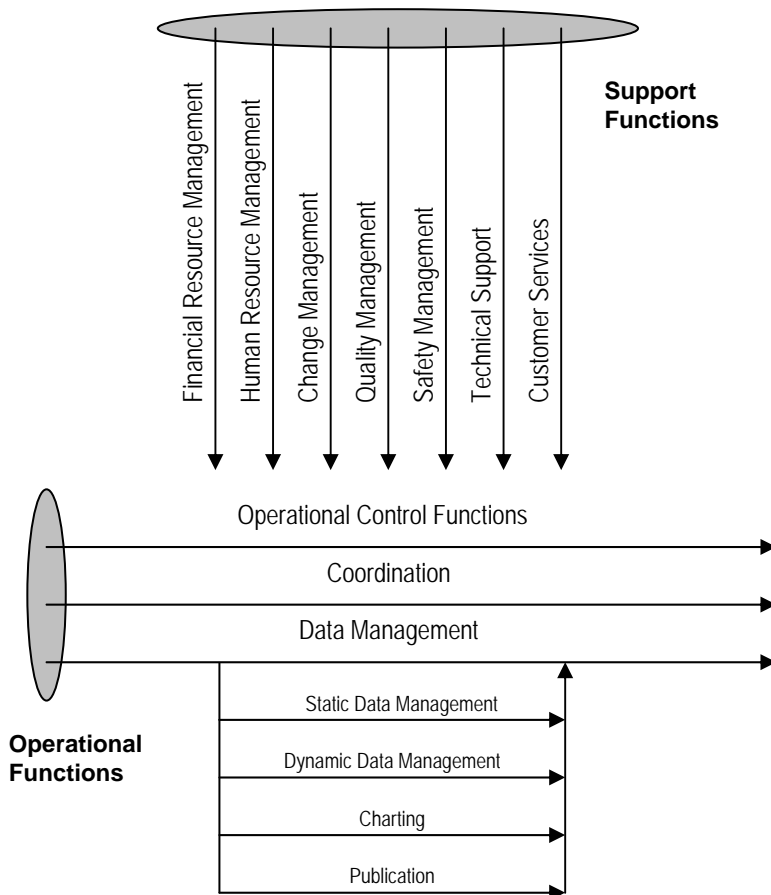 Support
Functions
Financial Resource Management
Human Resource Management
Change Management
Quality Management
Safety Management
Technical Support
Customer Services
Operational Control Functions
Coordination
Data Management
Static Data Management
Operational
Functions
Dynamic Data Management
Charting
Publication